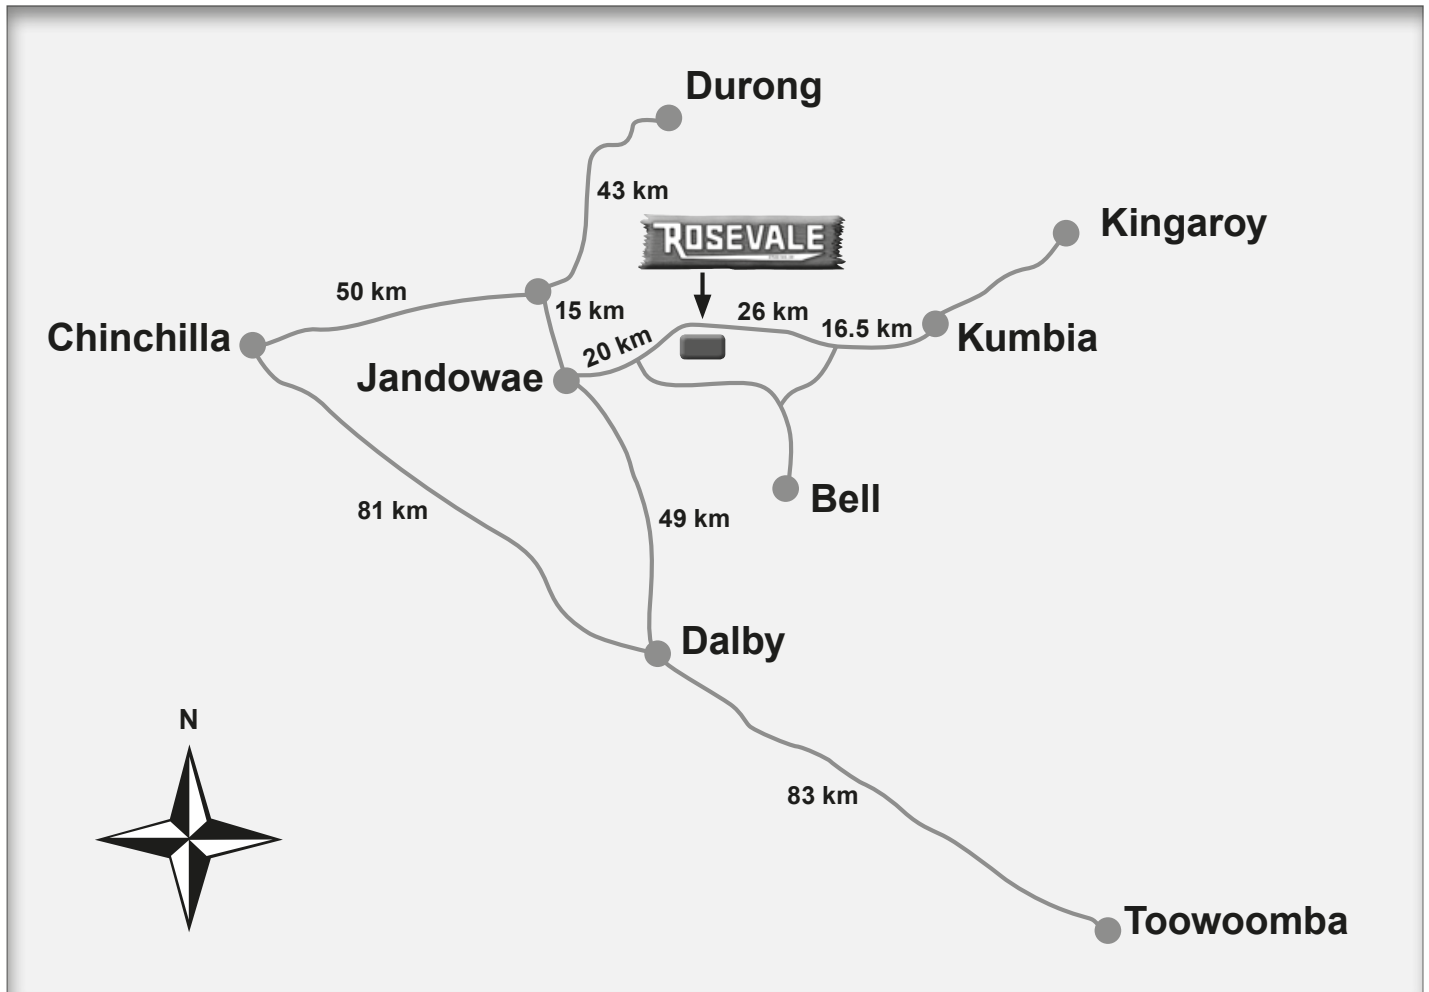 Durong
43 km
Kingaroy
ROSEVALE
50 km
15 km
26 km
16.5 km
Chinchilla
20 km
Kumbia
Jandowae
Bell
81 km
49 km
Dalby
N
83 km
Toowoomba